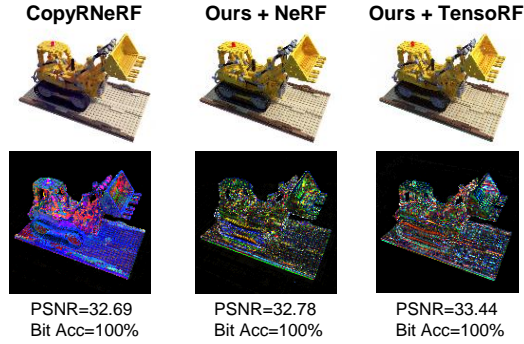 CopyRNeRF
Ours + NeRF
Ours + TensoRF
PSNR=32.69
Bit Acc=100%
PSNR=32.78
Bit Acc=100%
PSNR=33.44
Bit Acc=100%